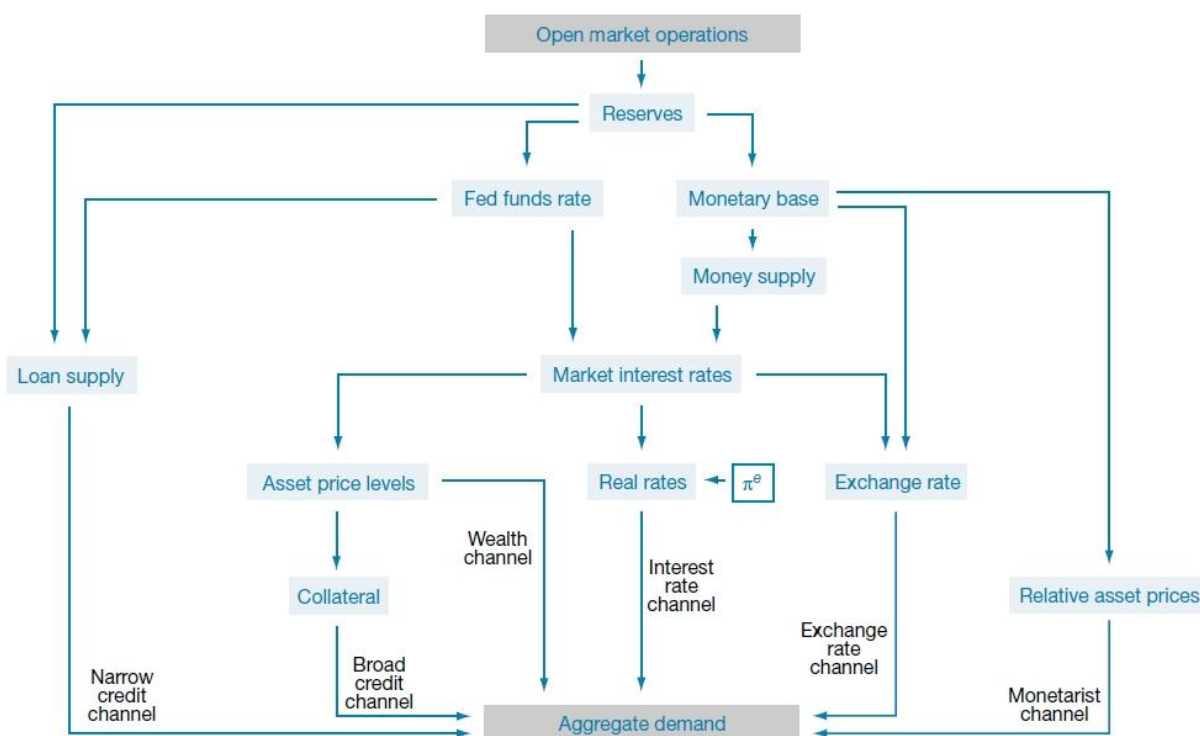 Open market operations
Reserves
Fed funds rate
Monetary base
Money supply
Loan supply
Market interest rates
Asset price levels
Real rates
πᵉ
Exchange rate
Wealth
channel
Interest
rate
channel
Collateral
Relative asset prices
Exchange
rate
channel
Narrow
credit
channel
Broad
credit
channel
Monetarist
channel
Aggregate demand